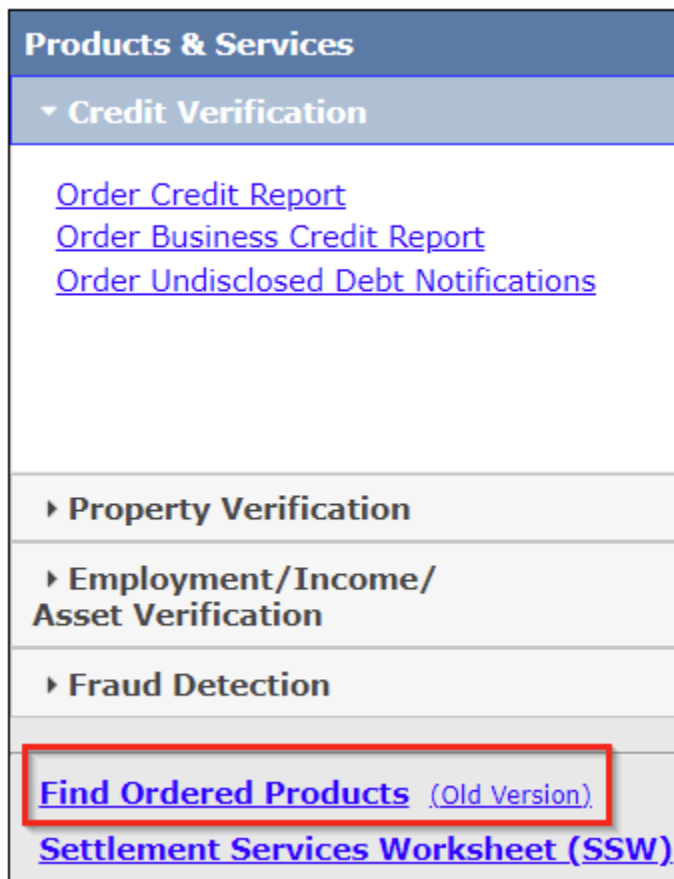 Products & Services
Credit Verification
Order Credit Report
Order Business Credit Report
Order Undisclosed Debt Notifications
Property Verification
Employment/Income/
Asset Verification
Fraud Detection
Find Ordered Products (Old Version)
Settlement Services Worksheet (SSW)